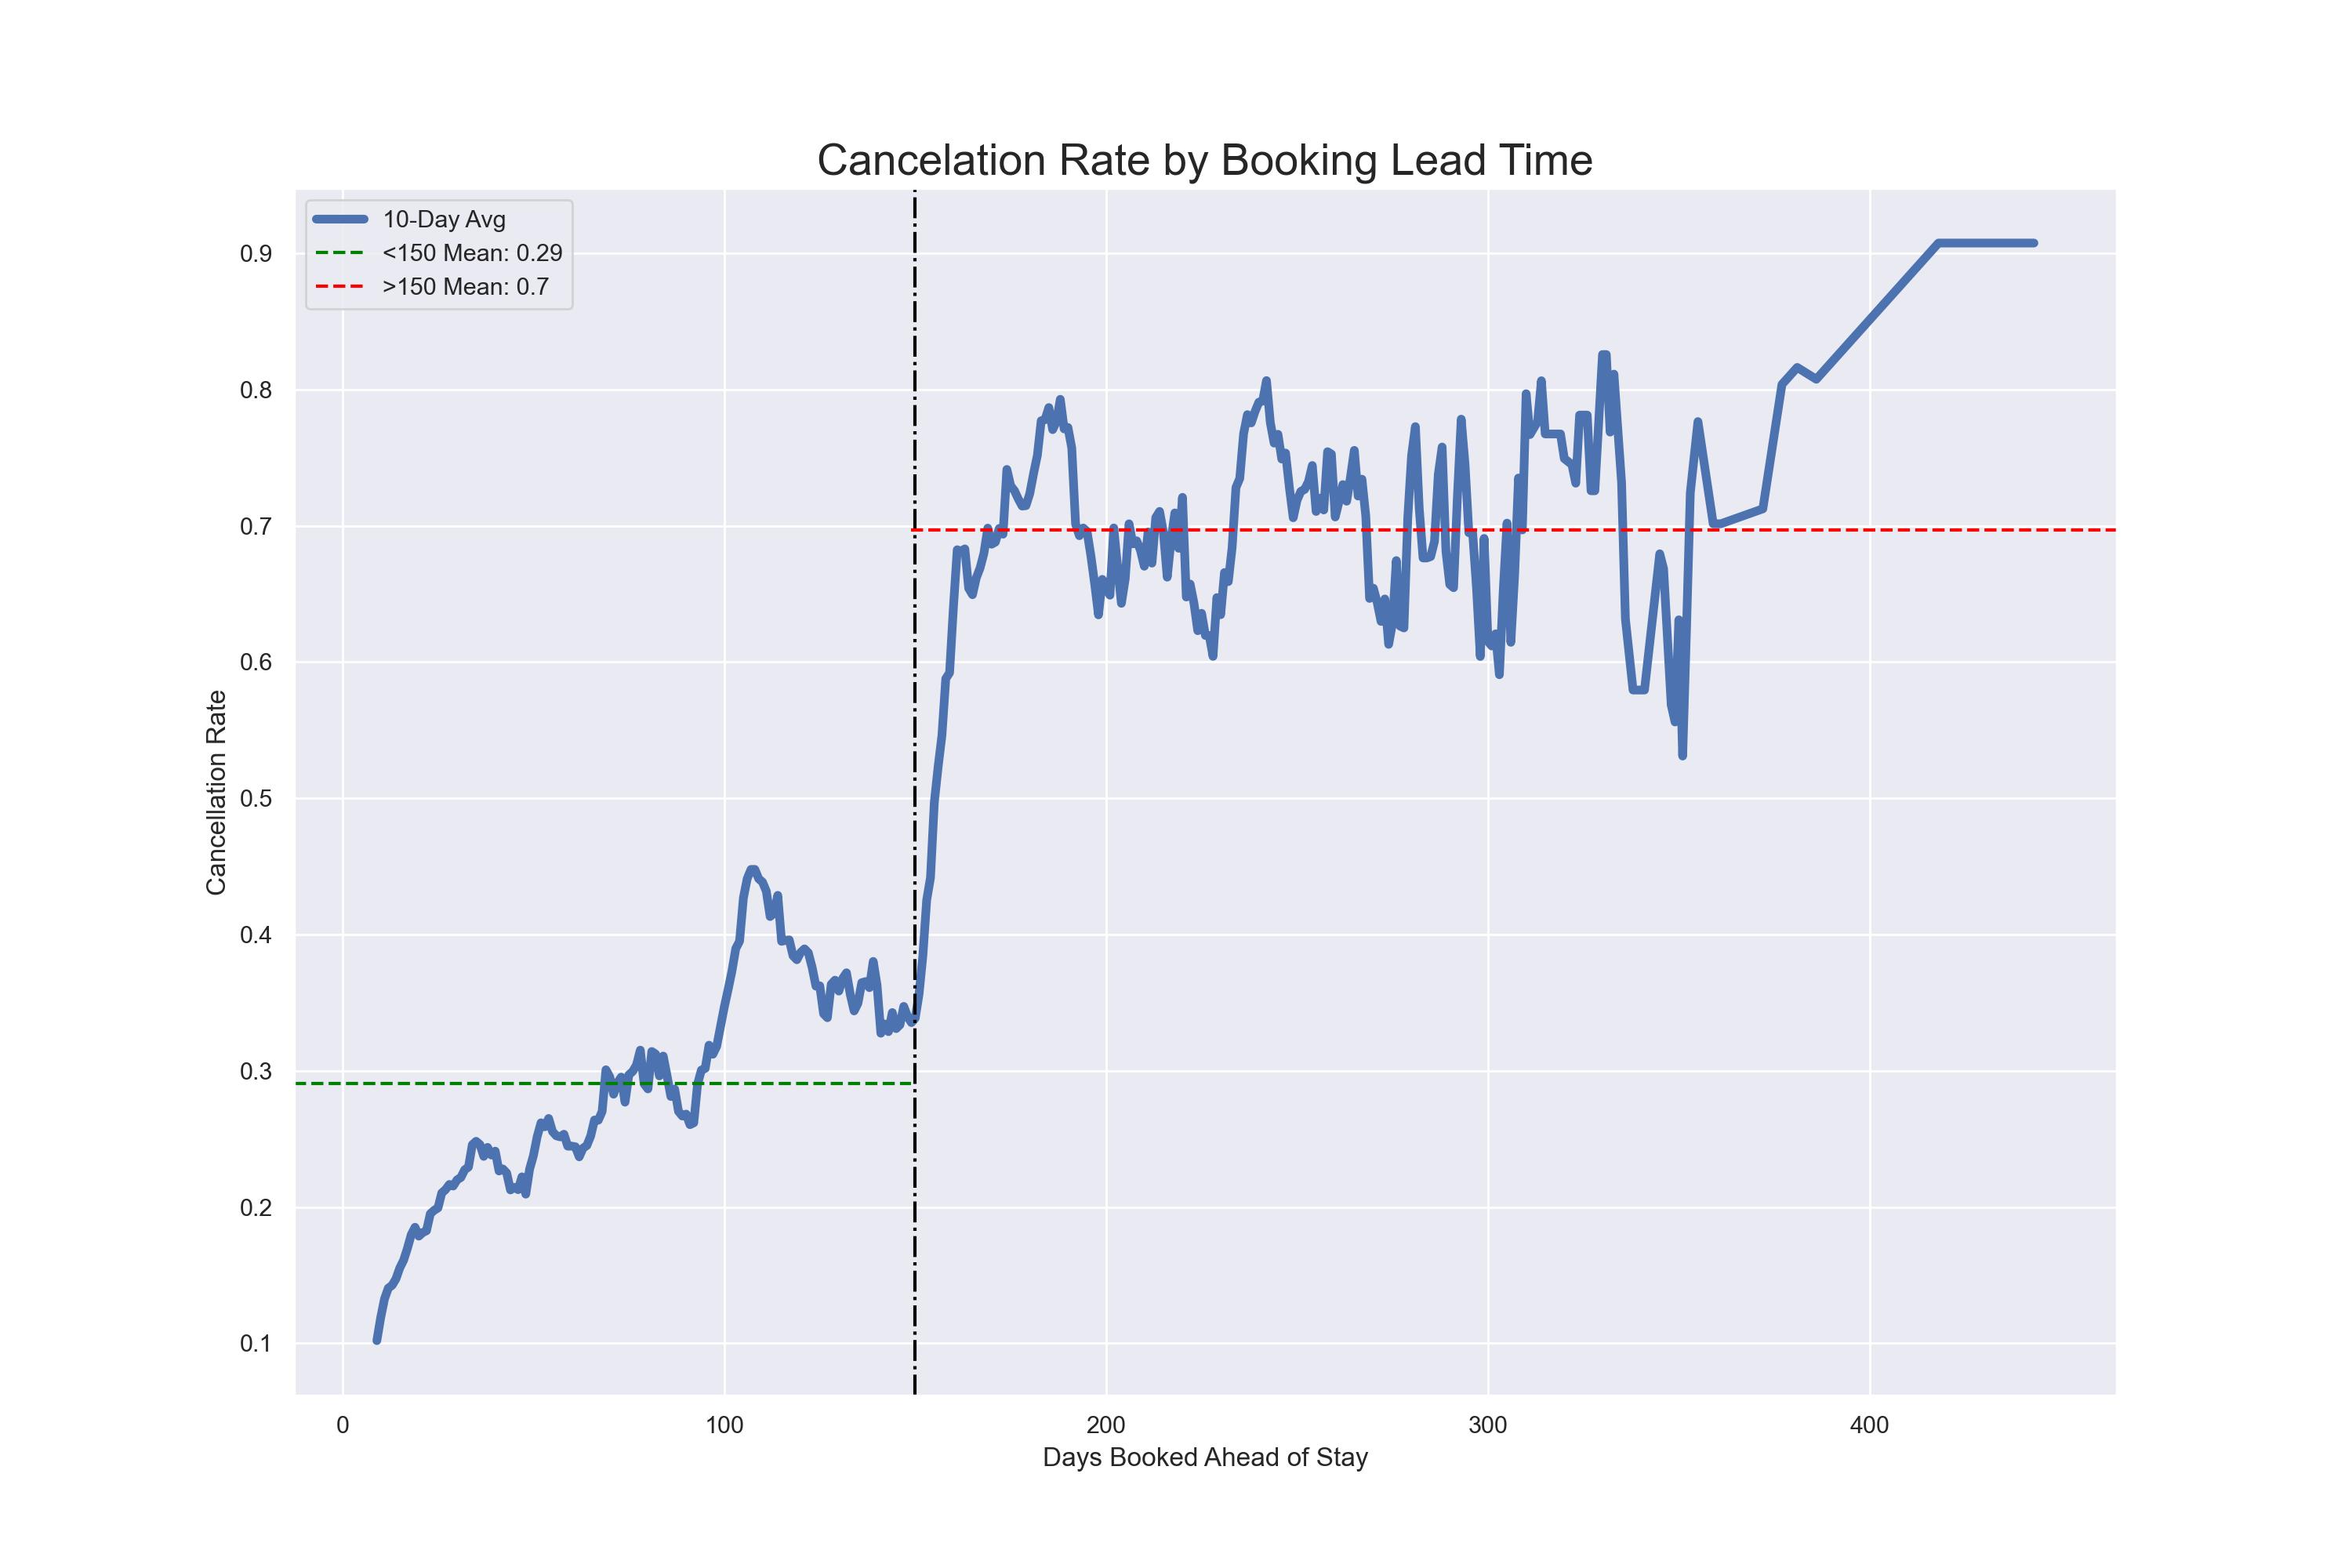 Cancelation Rate by Booking Lead Time
10-Day Avg
<150 Mean: 0.29
>150 Mean: 0.7
Cancellation Rate
0.9
0.8
0.7
0.6
0.5
0.4
0.3
0.2
0.1
0 100 200 300 400
Days Booked Ahead of Stay